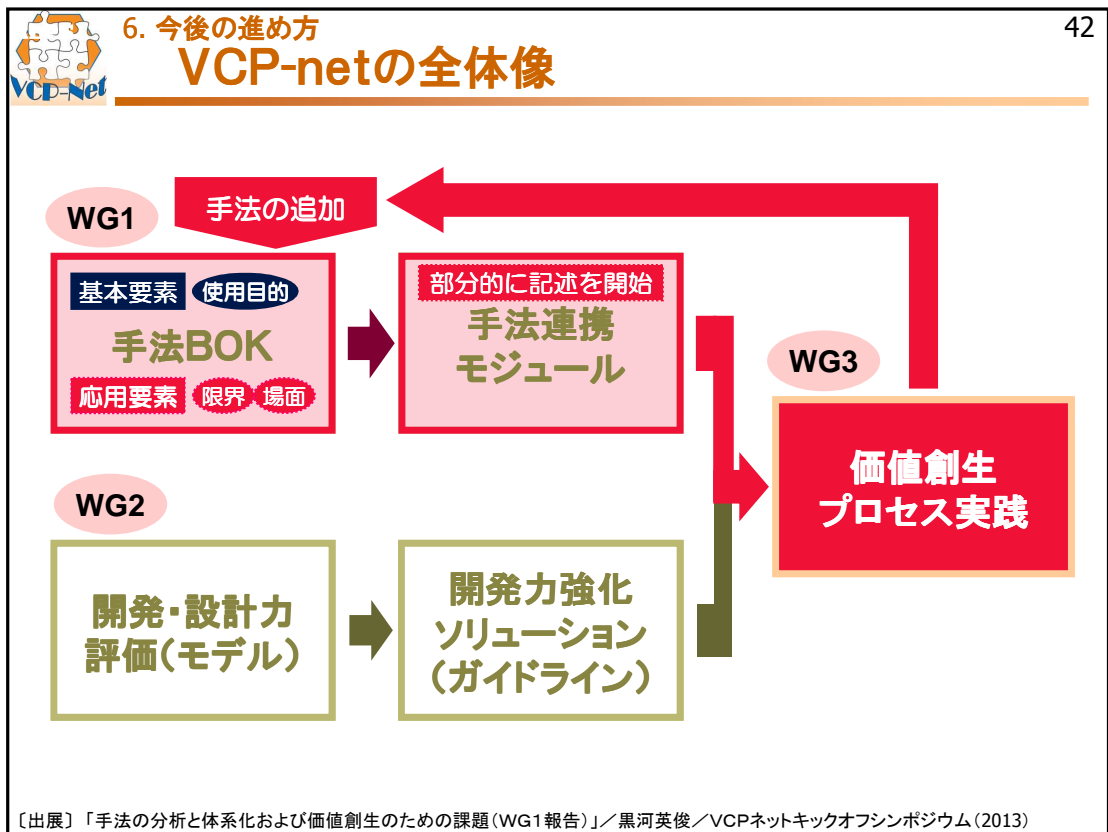 6. 今後の進め方
42
VCP-netの全体像
VCP-Net
WG1
手法の追加
基本要素 使用目的
手法BOK
応用要素 限界 場面
部分的に記述を開始
手法連携
モジュール
WG3
価値創生
プロセス実践
WG2
開発・設計力
評価(モデル)
開発力強化
ソリューション
(ガイドライン)
〔出展〕 「手法の分析と体系化および価値創生のための課題(WG1報告)」/黒河英俊/VCPネットキックオフシンポジウム(2013)